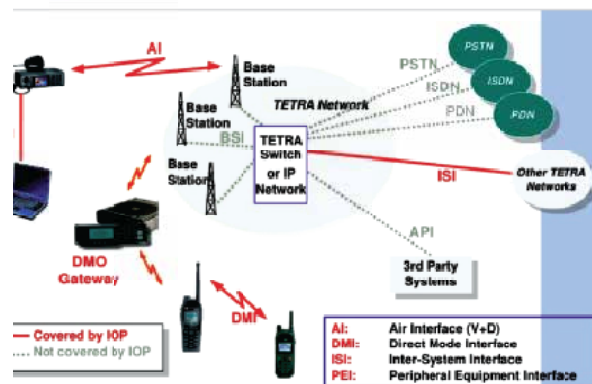 AI
PSTN
ISDN
PDN
PSTN
ISDN
PDN
Base
Station
TETRA Network
Base
Station
BSI
TETRA
Switch
or IP
Network
Base
Station
ISI
Other TETRA
Networks
API
DMO
Gateway
3rd Party
Systems
DMI
Covered by IOP
Not covered by IOP
AI: Air Interface (V+D)
DMI: Direct Mode Interface
ISI: Inter-System Interface
PEI: Peripheral Equipment Interface